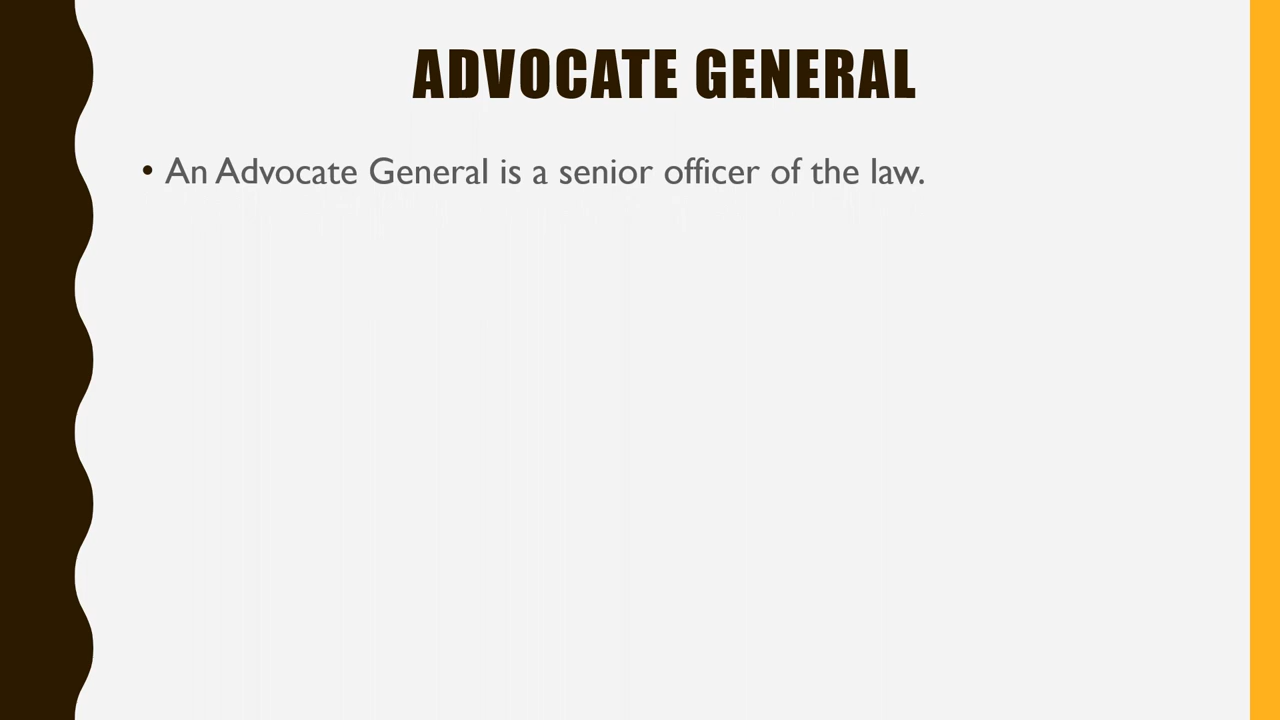 ADVOCATE GENERAL
• An Advocate General is a senior officer of the law.